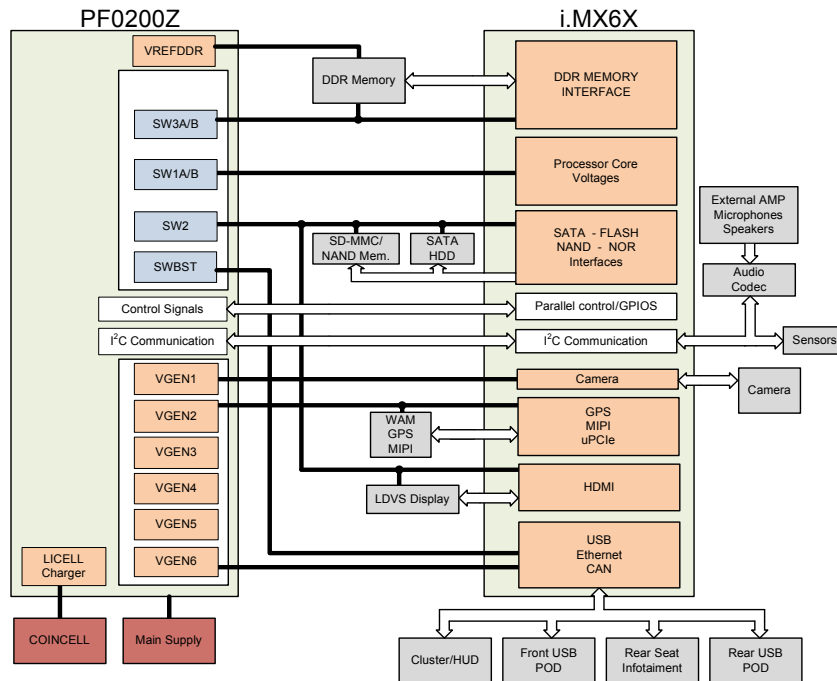 PF0200Z
i.MX6X
VREFDDR
DDR Memory
DDR MEMORY
INTERFACE
SW3A/B
SW1A/B
Processor Core
Voltages
SW2
SATA - FLASH
NAND - NOR
Interfaces
SD-MMC/
NAND Mem.
SATA
HDD
External AMP
Microphones
Speakers
SWBST
Audio
Codec
Control Signals
Parallel control/GPIOS
I2C Communication
I2C Communication
Sensors
VGEN1
Camera
Camera
VGEN2
WAM
GPS
MIPI
GPS
MIPI
uPCIe
VGEN3
VGEN4
LDVS Display
HDMI
VGEN5
VGEN6
USB
Ethernet
CAN
LICELL
Charger
COINCELL
Main Supply
Cluster/HUD
Front USB
POD
Rear Seat
Infotaiment
Rear USB
POD